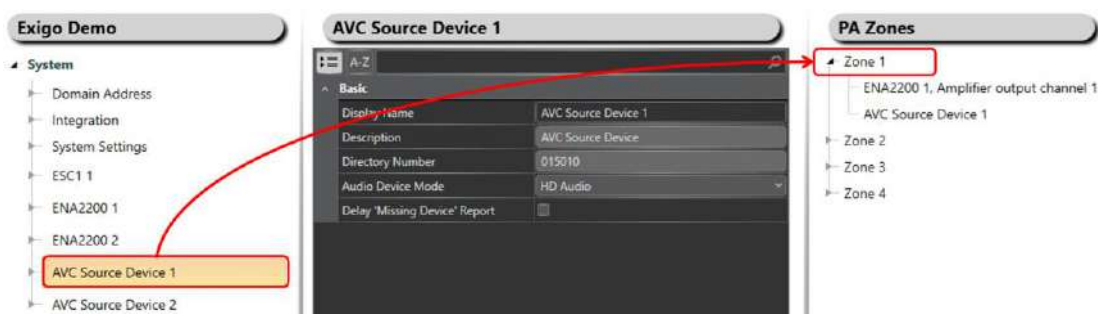 Exigo Demo
System
Domain Address
Integration
System Settings
ESC1 1
ENA2200 1
ENA2200 2
AVC Source Device 1
AVC Source Device 2
AVC Source Device 1
A-Z
Basic
Display Name AVC Source Device 1
Description AVC Source Device
Directory Number 015010
Audio Device Mode HD Audio
Delay 'Missing Device' Report
PA Zones
Zone 1
ENA2200 1, Amplifier output channel 1
AVC Source Device 1
Zone 2
Zone 3
Zone 4